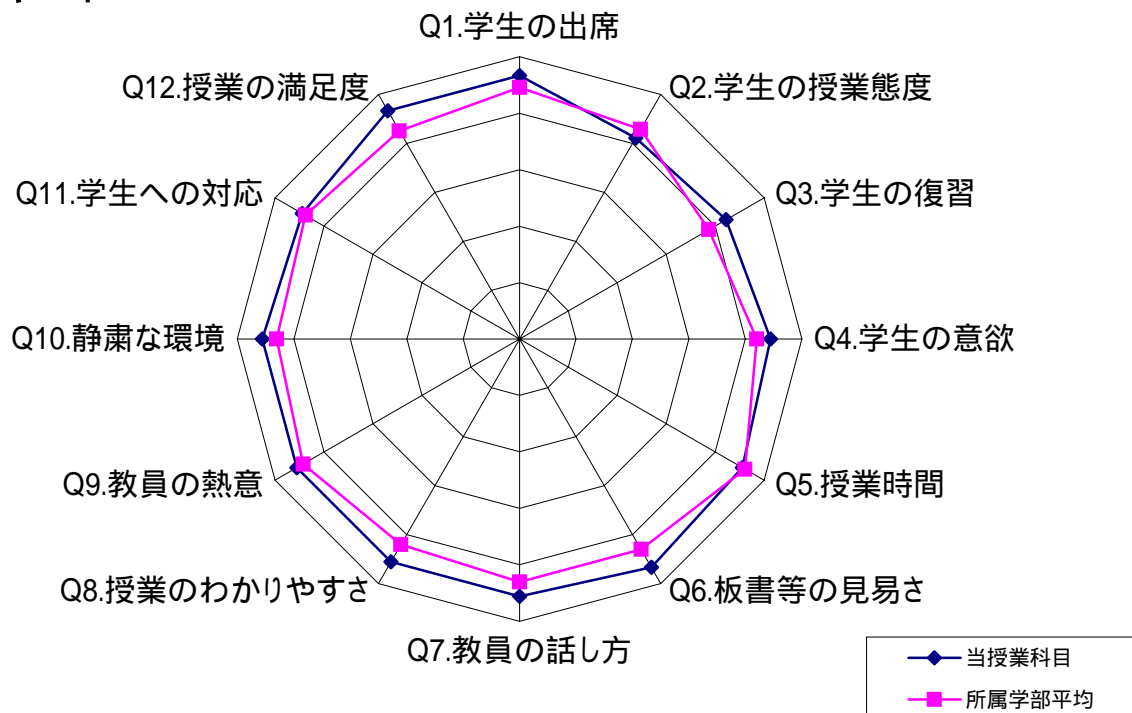 Q1.学生の出席
Q2.学生の授業態度
Q3.学生の復習
Q4.学生の意欲
Q5.授業時間
Q6.板書等の見易さ
Q7.教員の話し方
Q8.授業のわかりやすさ
Q9.教員の熱意
Q10.静粛な環境
Q11.学生への対応
Q12.授業の満足度
当授業科目
所属学部平均